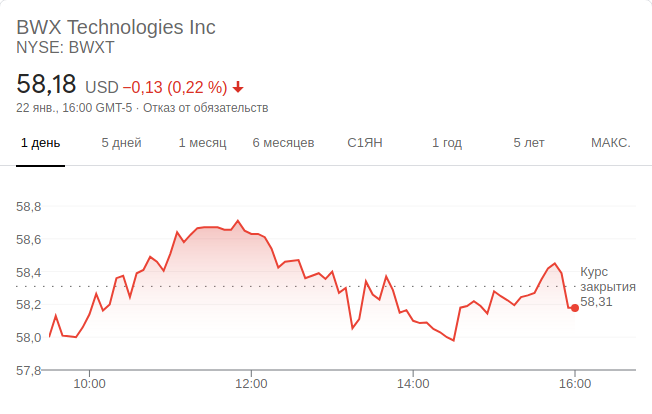 BWX Technologies Inc
NYSE: BWXT
58,18 USD −0,13 (0,22 %)
22 янв., 16:00 GMT-5 · Отказ от обязательств
1 день 5 дней 1 месяц 6 месяцев С1ЯН 1 год 5 лет МАКС.
58,8
58,6
58,4
58,2
58,0
57,8
Курс
закрытия
58,31
10:00 12:00 14:00 16:00